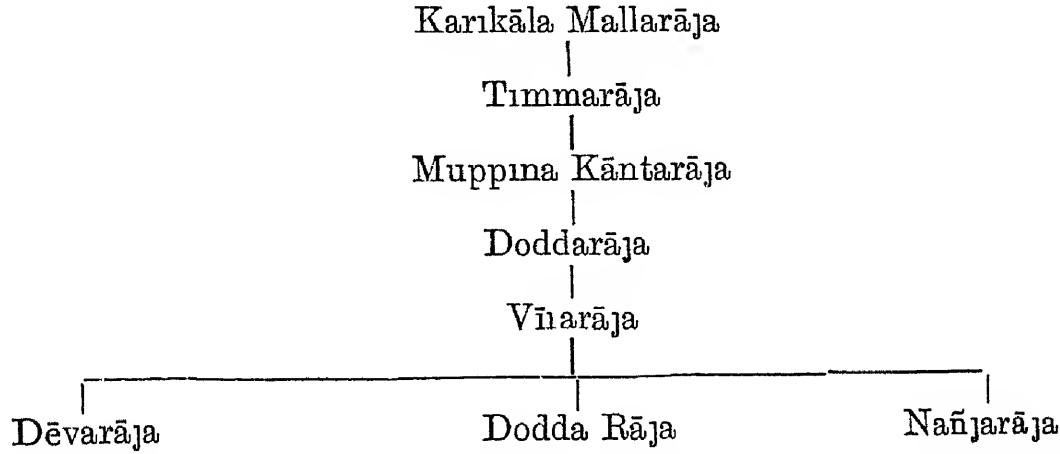 Karikāla Mallarāja
Timmarāja
Muppina Kāntarāja
Doddarāja
Vīrarāja
Dēvarāja Dodda Rāja Nañjarāja